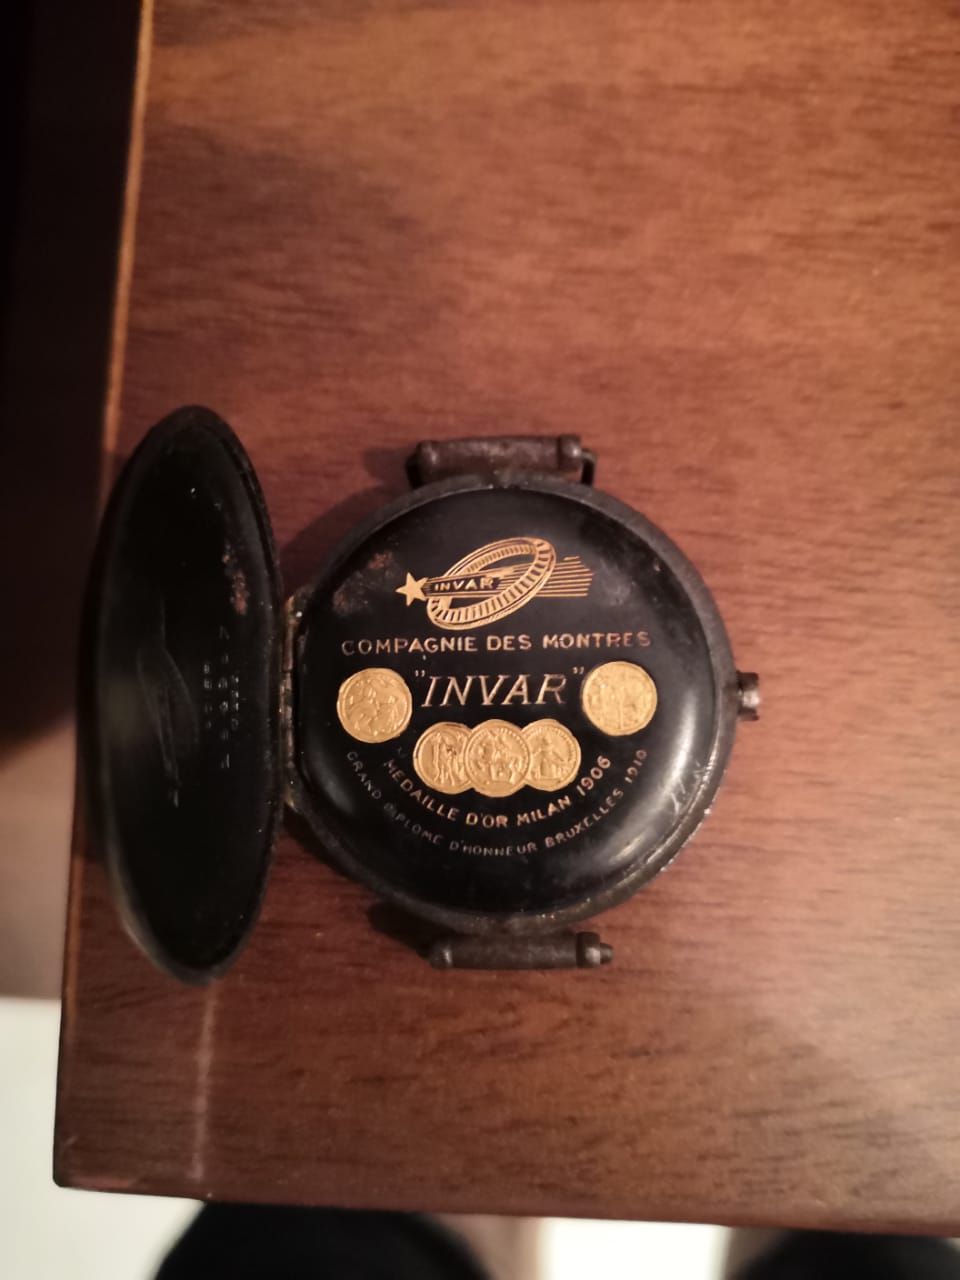 INVAR
COMPAGNIE DES MONTRES
"INVAR"
MEDAILLE D'OR MILAN 1906
GRAND DIPLOME D'HONNEUR BRUXELLES 1910